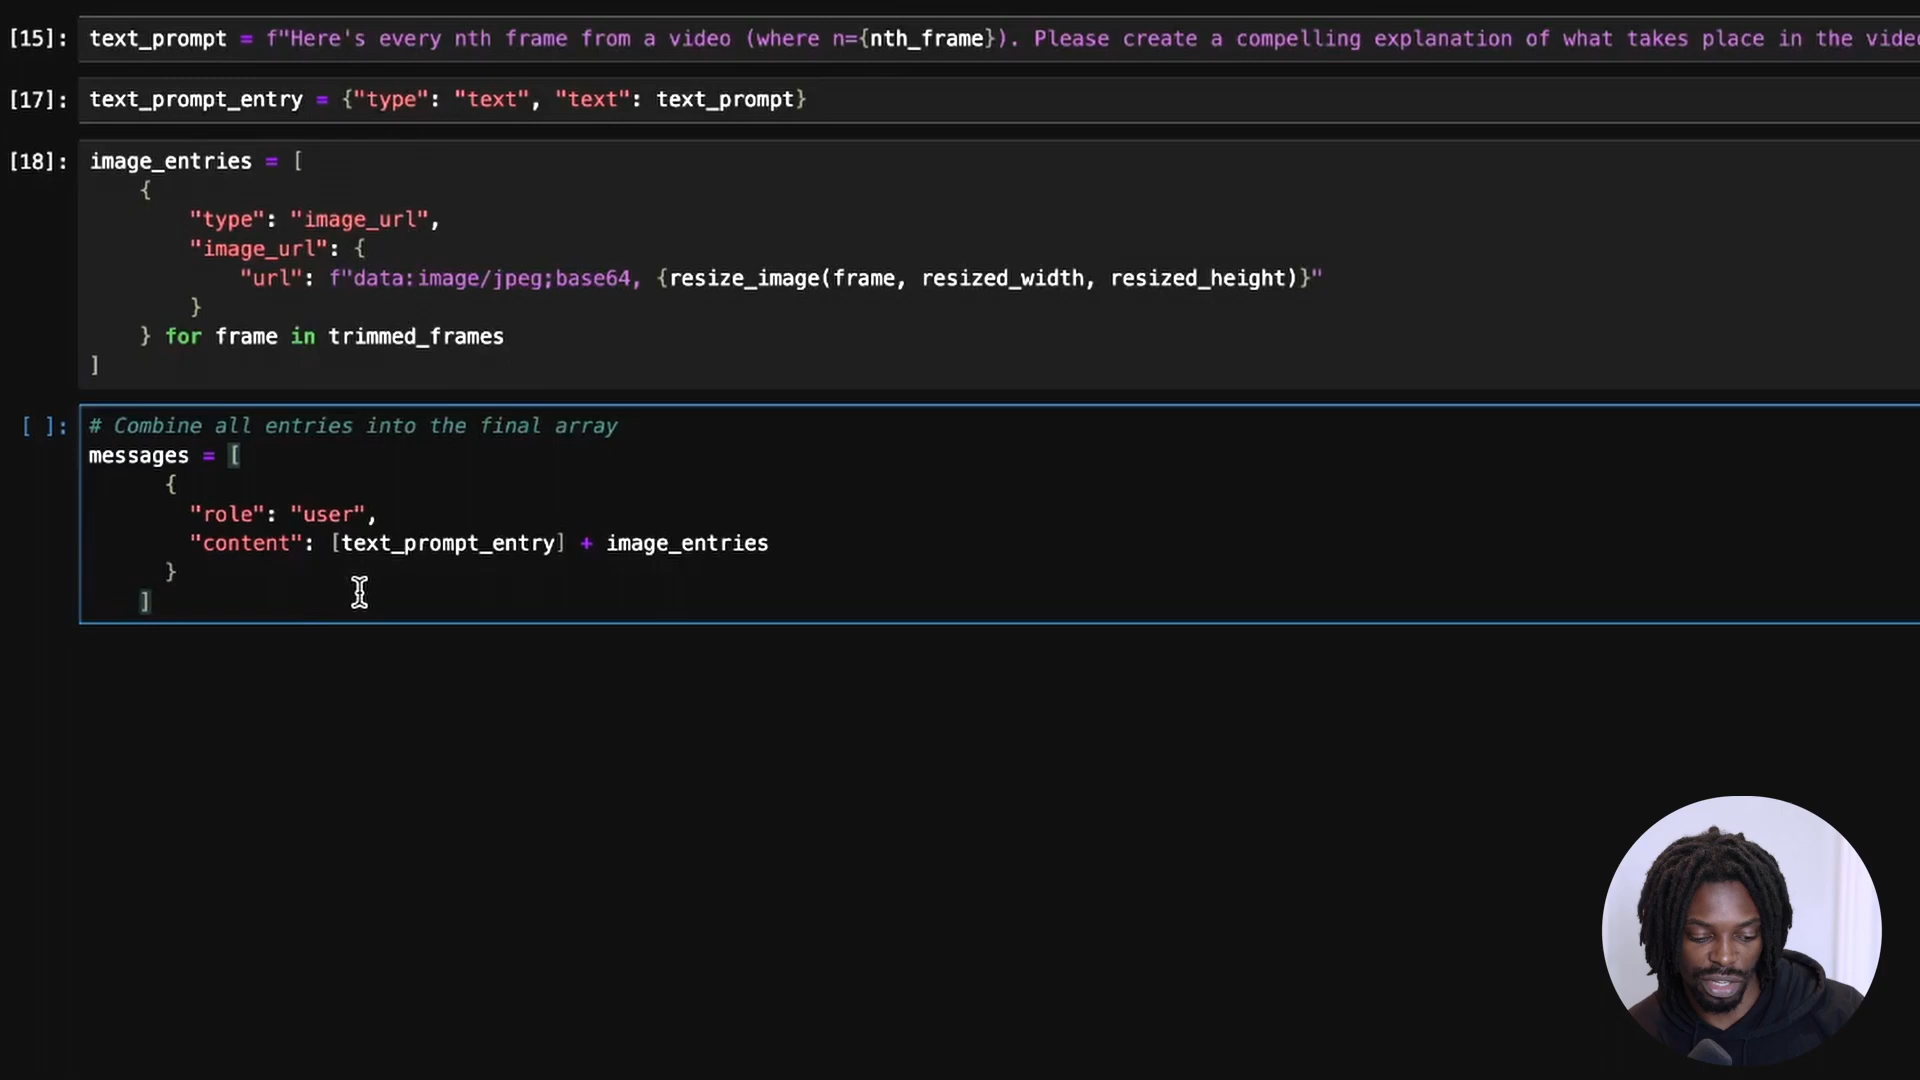 [15]: text_prompt = f"Here's every nth frame from a video (where n={nth_frame}). Please create a compelling explanation of what takes place in the
[17]: text_prompt_entry = {"type": "text", "text": text_prompt}
[18]: image_entries = [
{
"type": "image_url",
"image_url": {
"url": f"data:image/jpeg;base64, {resize_image(frame, resized_width, resized_height)}"
}
} for frame in trimmed_frames
]
[ ]: # Combine all entries into the final array
messages = [
{
"role": "user",
"content": [text_prompt_entry] + image_entries
}
]